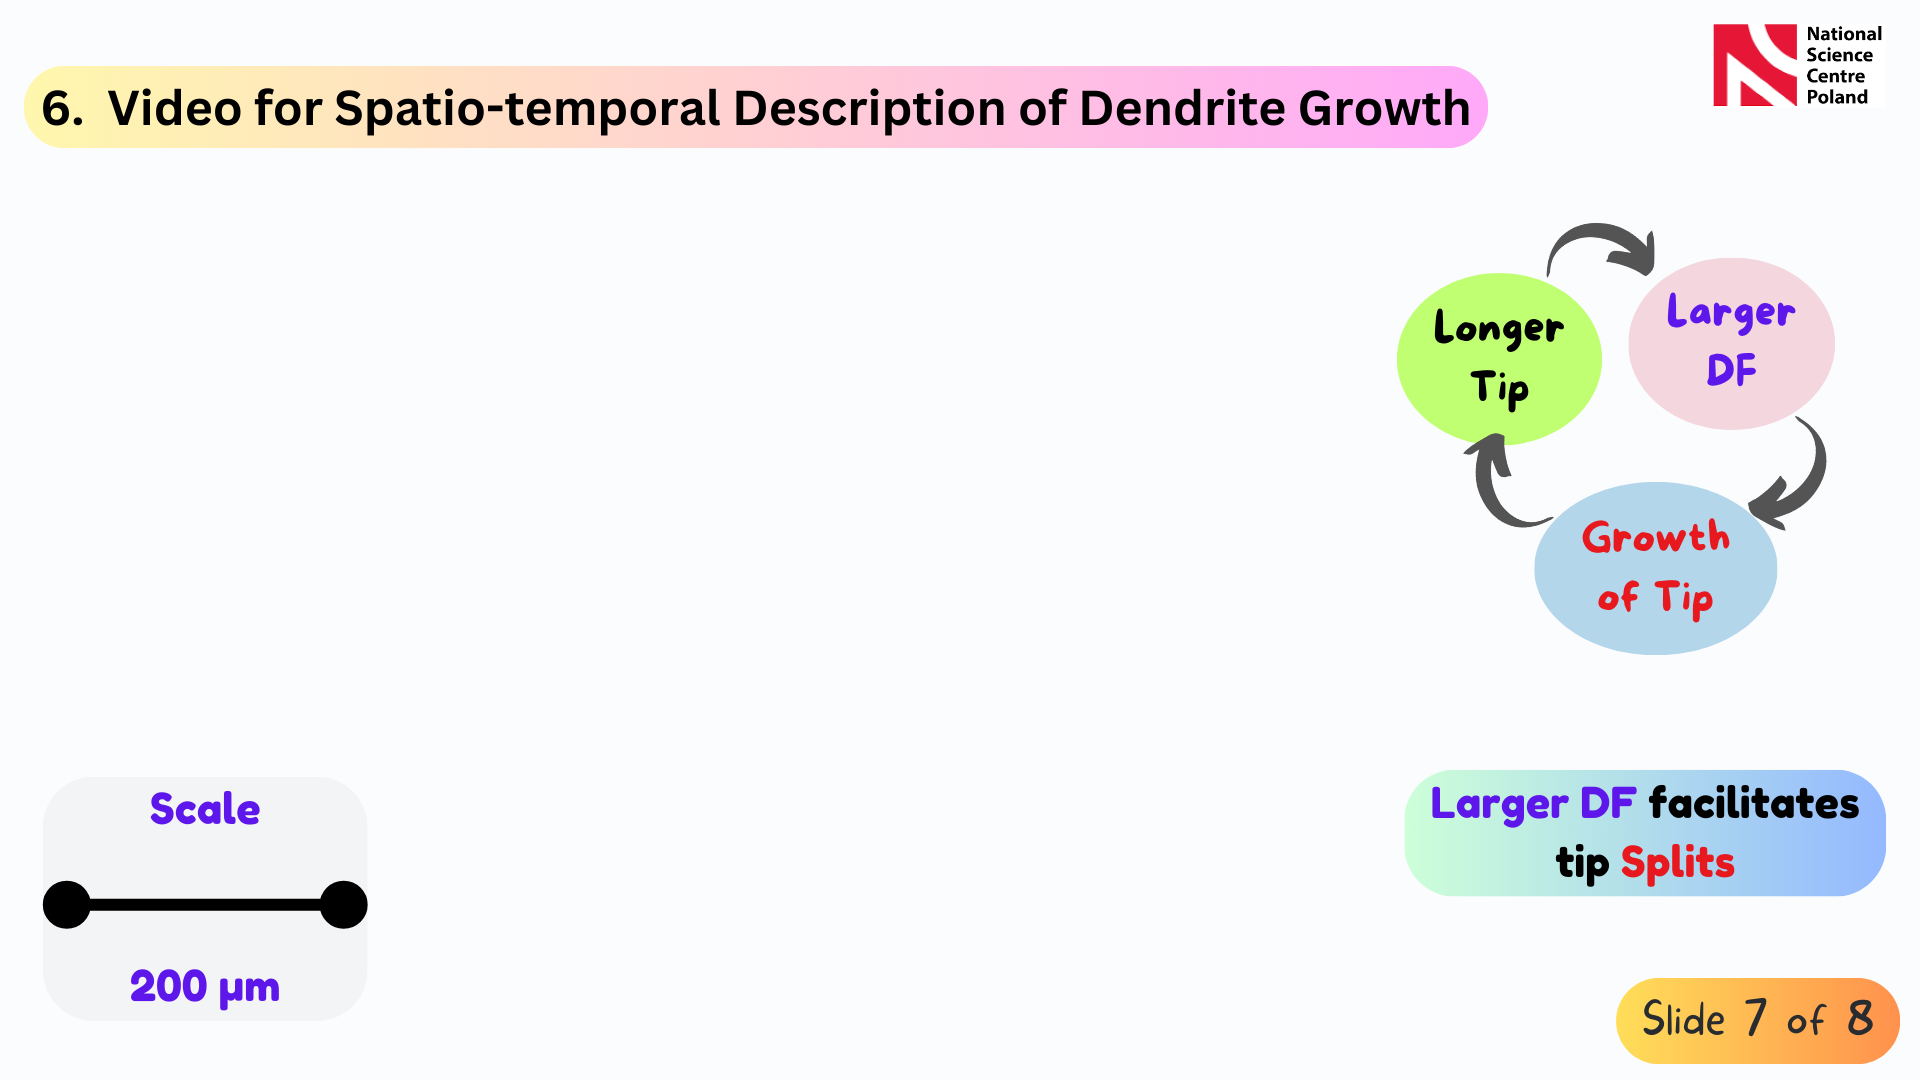 National
Science
Centre
Poland
6. Video for Spatio-temporal Description of Dendrite Growth
Longer
Tip
Larger
DF
Growth
of Tip
Scale
200 µm
Larger DF facilitates
tip Splits
Slide 7 of 8